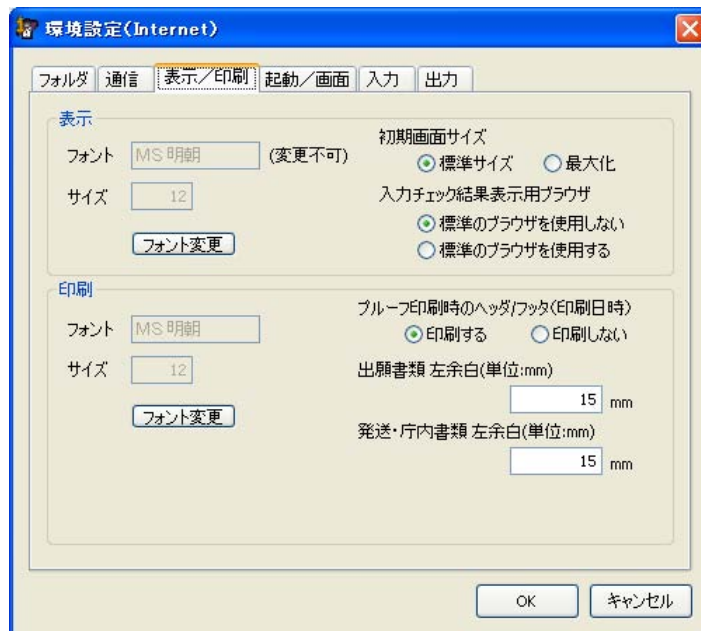 環境設定(Internet)
フォルダ 通信 表示／印刷 起動／画面 入力 出力
表示
フォント MS 明朝 (変更不可)
サイズ 12
フォント変更
初期画面サイズ
標準サイズ 最大化
入力チェック結果表示用ブラウザ
標準のブラウザを使用しない
標準のブラウザを使用する
印刷
フォント MS 明朝
サイズ 12
フォント変更
プルーフ印刷時のヘッダ/フッタ(印刷日時)
印刷する 印刷しない
出願書類 左余白(単位:mm)
15 mm
発送・庁内書類 左余白(単位:mm)
15 mm
OK キャンセル